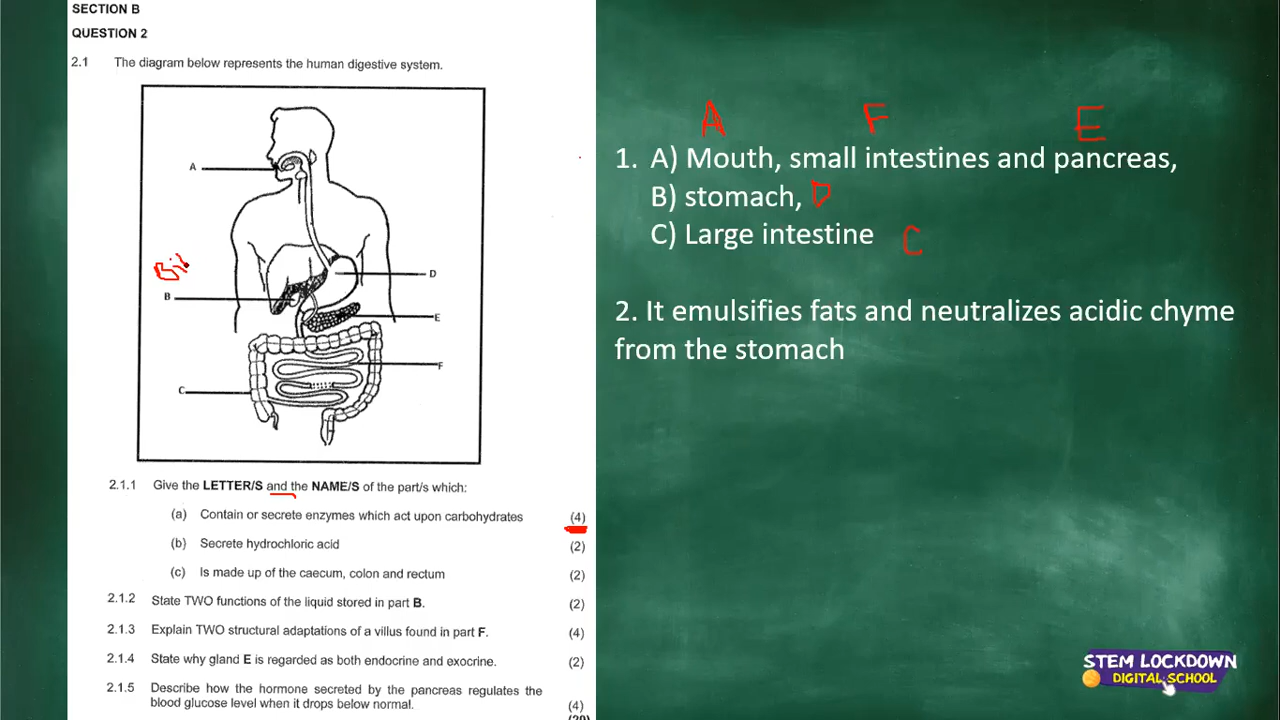 SECTION B
QUESTION 2
2.1 The diagram below represents the human digestive system.
A
B
C
D
E
F
Bil
2.1.1 Give the LETTER/S and the NAME/S of the part/s which:
(a) Contain or secrete enzymes which act upon carbohydrates (4)
(b) Secrete hydrochloric acid (2)
(c) Is made up of the caecum, colon and rectum (2)
2.1.2 State TWO functions of the liquid stored in part B. (2)
2.1.3 Explain TWO structural adaptations of a villus found in part F. (4)
2.1.4 State why gland E is regarded as both endocrine and exocrine. (2)
2.1.5 Describe how the hormone secreted by the pancreas regulates the
blood glucose level when it drops below normal. (4)
A F E
1. A) Mouth, small intestines and pancreas,
B) stomach, D
C) Large intestine C
2. It emulsifies fats and neutralizes acidic chyme
from the stomach
STEM LOCKDOWN
DIGITAL SCHOOL